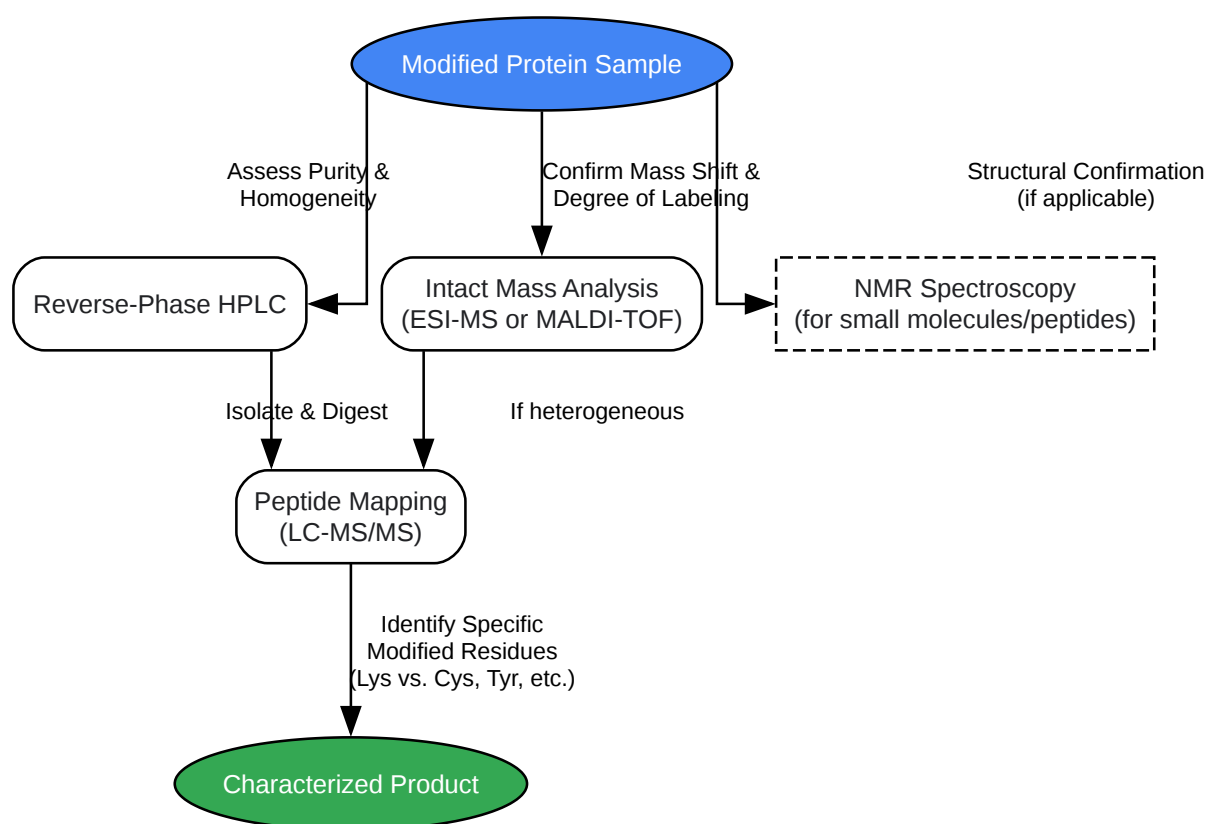 Modified Protein Sample
Assess Purity &
Homogeneity
Confirm Mass Shift &
Degree of Labeling
Structural Confirmation
(if applicable)
Reverse-Phase HPLC
Intact Mass Analysis
(ESI-MS or MALDI-TOF)
NMR Spectroscopy
(for small molecules/peptides)
Isolate & Digest
If heterogeneous
Peptide Mapping
(LC-MS/MS)
Identify Specific
Modified Residues
(Lys vs. Cys, Tyr, etc.)
Characterized Product